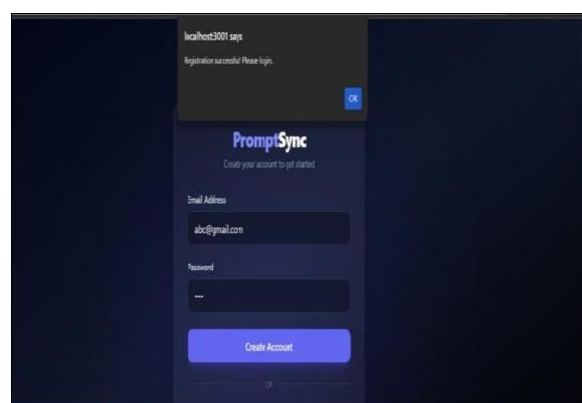 localhost:3001 says
Registration successful! Please login.
OK
PromptSync
Create your account to get started
Email Address
abc@gmail.com
Password
Create Account
OR